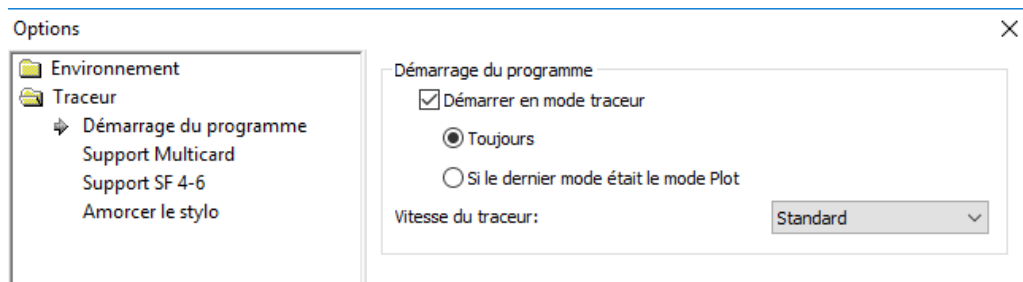 Options
Environnement
Traceur
Démarrage du programme
Support Multicard
Support SF 4-6
Amorcer le stylo
Démarrage du programme
Démarrer en mode traceur
Toujours
Si le dernier mode était le mode Plot
Vitesse du traceur: Standard